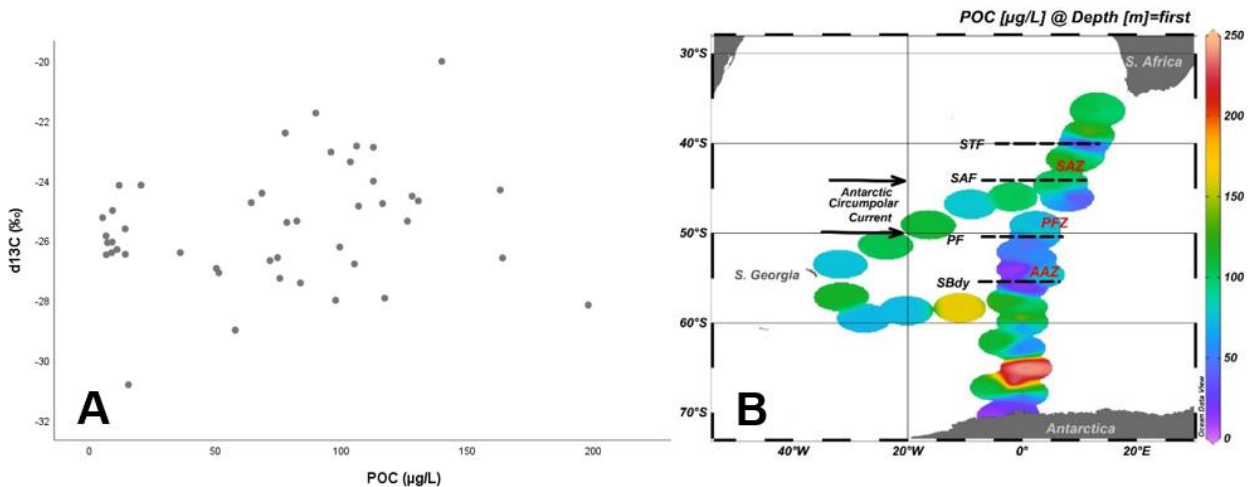 -20
-22
-24
-26
-28
-30
-32
d13C (‰)
0
50
100
150
200
POC (µg/L)
A
POC [µg/L] @ Depth [m]=first
30°S
40°S
50°S
60°S
70°S
40°W
20°W
0°
20°E
S. Africa
STF
SAZ
SAF
Antarctic
Circumpolar
Current
PFZ
PF
AAZ
S. Georgia
SBdy
Antarctica
B
250
200
150
100
50
0
Ocean Data View